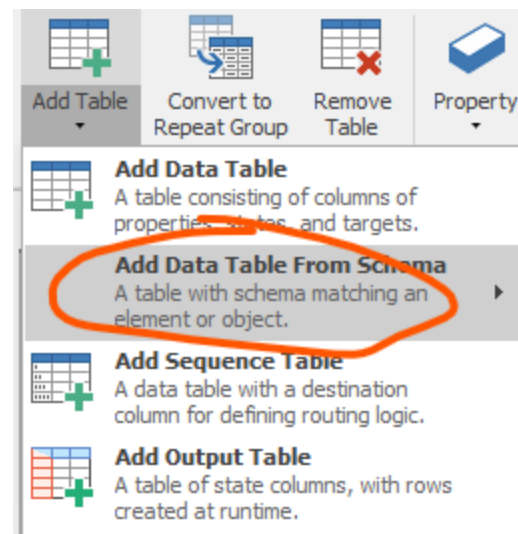 Add Table
Convert to
Repeat Group
Remove
Table
Property
Add Data Table
A table consisting of columns of
properties, states, and targets.
Add Data Table From Schema
A table with schema matching an
element or object.
Add Sequence Table
A data table with a destination
column for defining routing logic.
Add Output Table
A table of state columns, with rows
created at runtime.